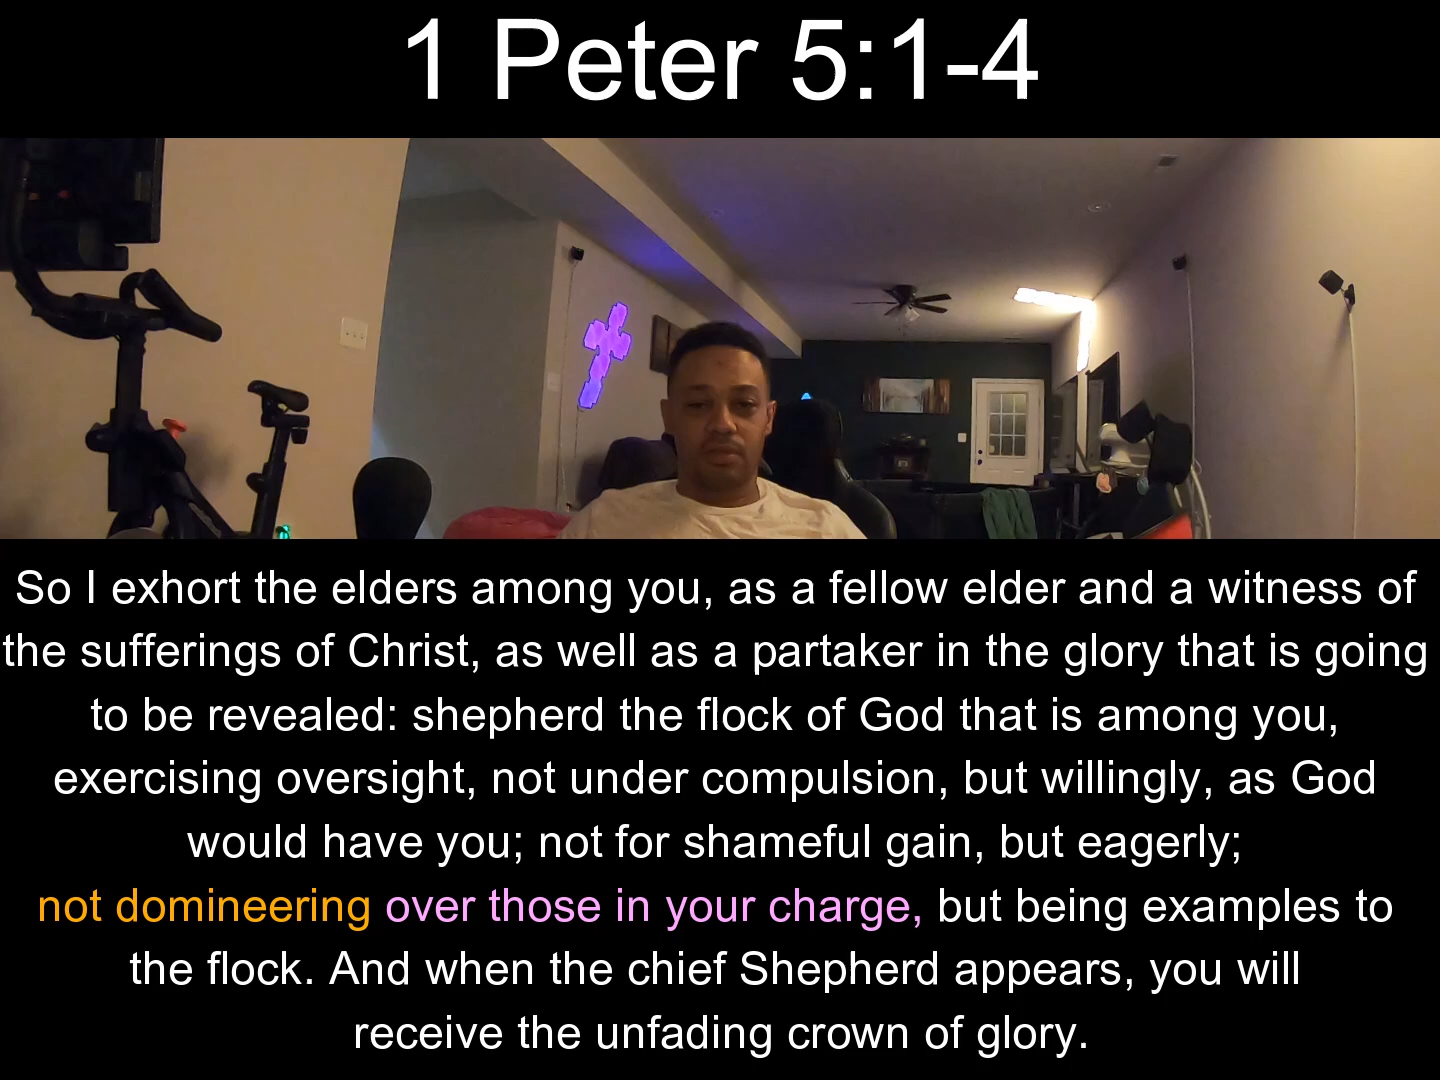 1 Peter 5:1-4
So I exhort the elders among you, as a fellow elder and a witness of
the sufferings of Christ, as well as a partaker in the glory that is going
to be revealed: shepherd the flock of God that is among you,
exercising oversight, not under compulsion, but willingly, as God
would have you; not for shameful gain, but eagerly;
not domineering over those in your charge, but being examples to
the flock. And when the chief Shepherd appears, you will
receive the unfading crown of glory.